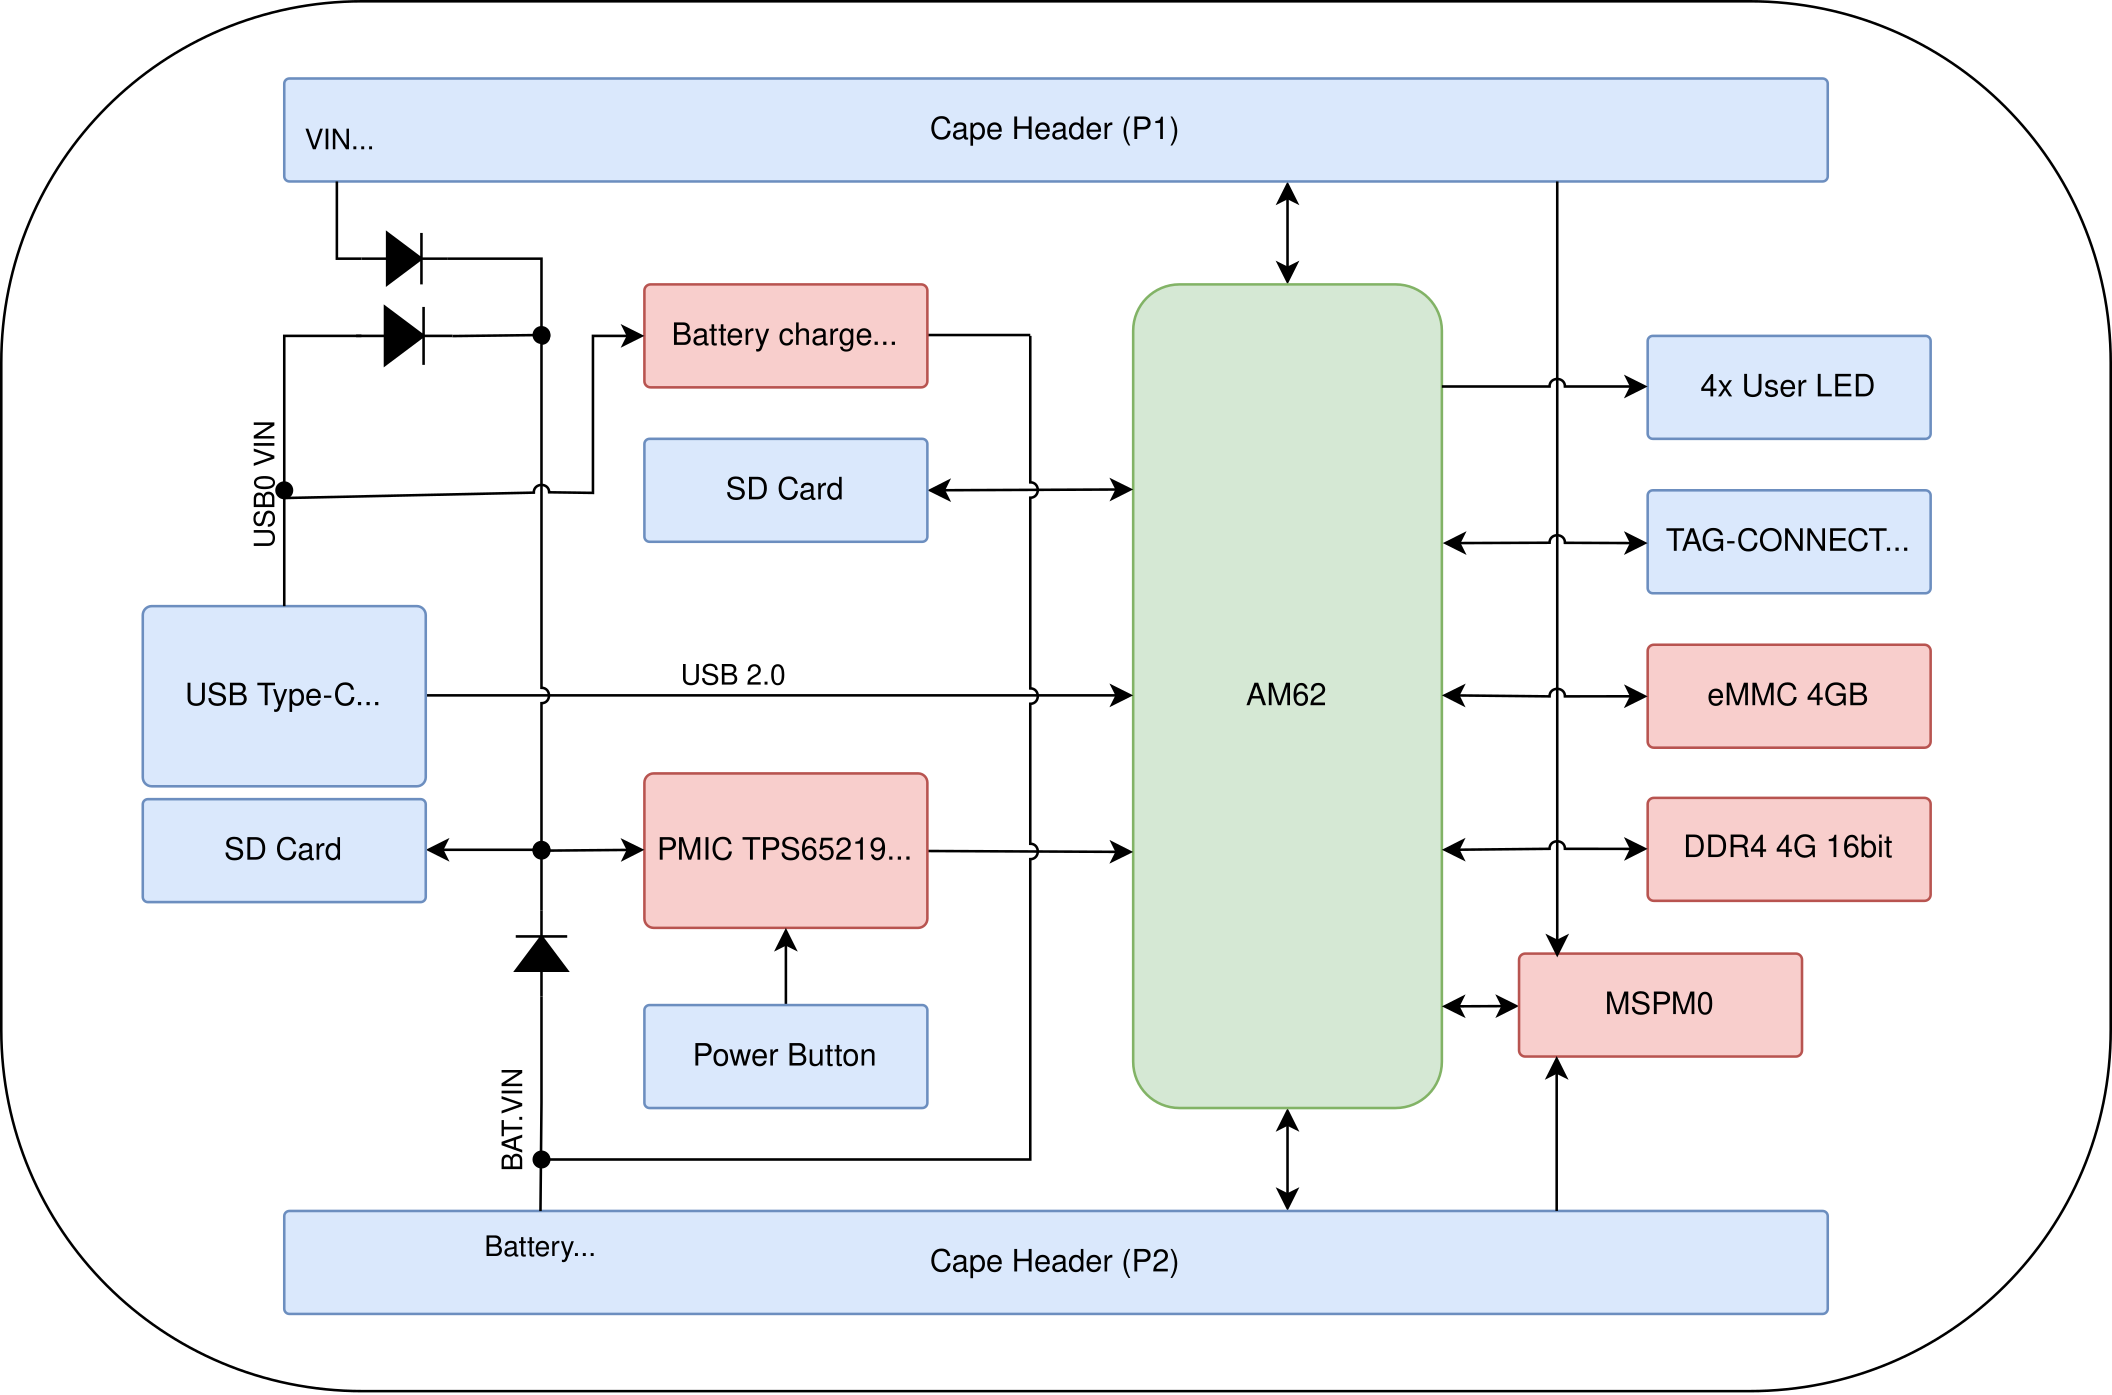 Cape Header (P1)
VIN...
Battery charge...
4x User LED
USB0 VIN
SD Card
TAG-CONNECT...
USB Type-C...
USB 2.0
AM62
eMMC 4GB
SD Card
PMIC TPS65219...
DDR4 4G 16bit
MSPM0
Power Button
BAT.VIN
Battery...
Cape Header (P2)